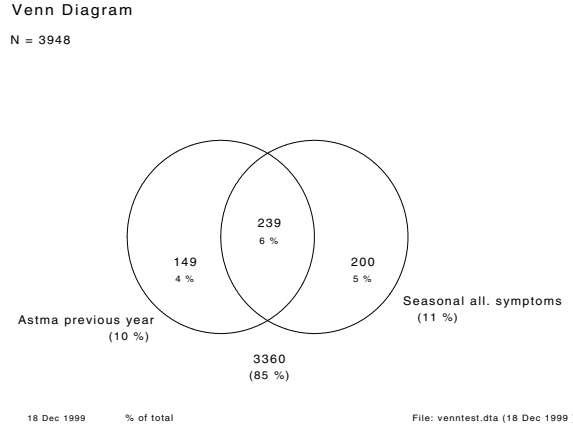 Venn Diagram
N = 3948
239
6 %
149
4 %
200
5 %
Seasonal all. symptoms
(11 %)
Astma previous year
(10 %)
3360
(85 %)
18 Dec 1999 % of total File: venntest.dta (18 Dec 1999